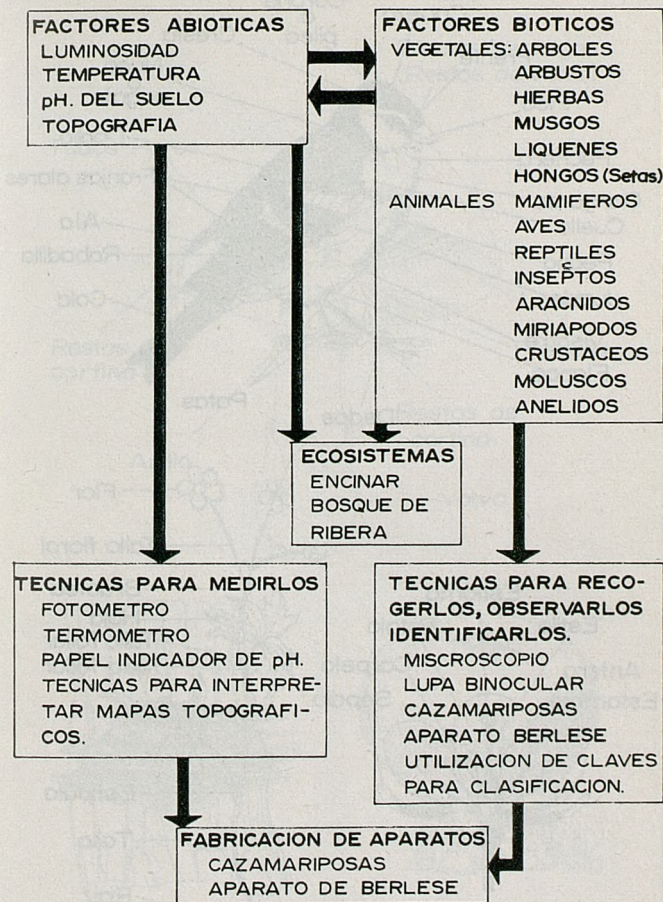 FACTORES ABIOTICAS
LUMINOSIDAD
TEMPERATURA
pH. DEL SUELO
TOPOGRAFIA
FACTORES BIOTICOS
VEGETALES: ARBOLES
ARBUSTOS
HIERBAS
MUSGOS
LIQUENES
HONGOS (Setas)
ANIMALES MAMIFEROS
AVES
REPTILES
c
INSEPTOS
ARACNIDOS
MIRIAPODOS
CRUSTACEOS
MOLUSCOS
ANELIDOS
ECOSISTEMAS
ENCINAR
BOSQUE DE
RIBERA
TECNICAS PARA MEDIRLOS
FOTOMETRO
TERMOMETRO
PAPEL INDICADOR DE pH.
TECNICAS PARA INTERPRE-
TAR MAPAS TOPOGRAFI-
COS.
TECNICAS PARA RECO-
GERLOS, OBSERVARLOS
IDENTIFICARLOS.
MISCROSCOPIO
LUPA BINOCULAR
CAZAMARIPOSAS
APARATO BERLESE
UTILIZACION DE CLAVES
PARA CLASIFICACION.
FABRICACION DE APARATOS
CAZAMARIPOSAS
APARATO DE BERLESE